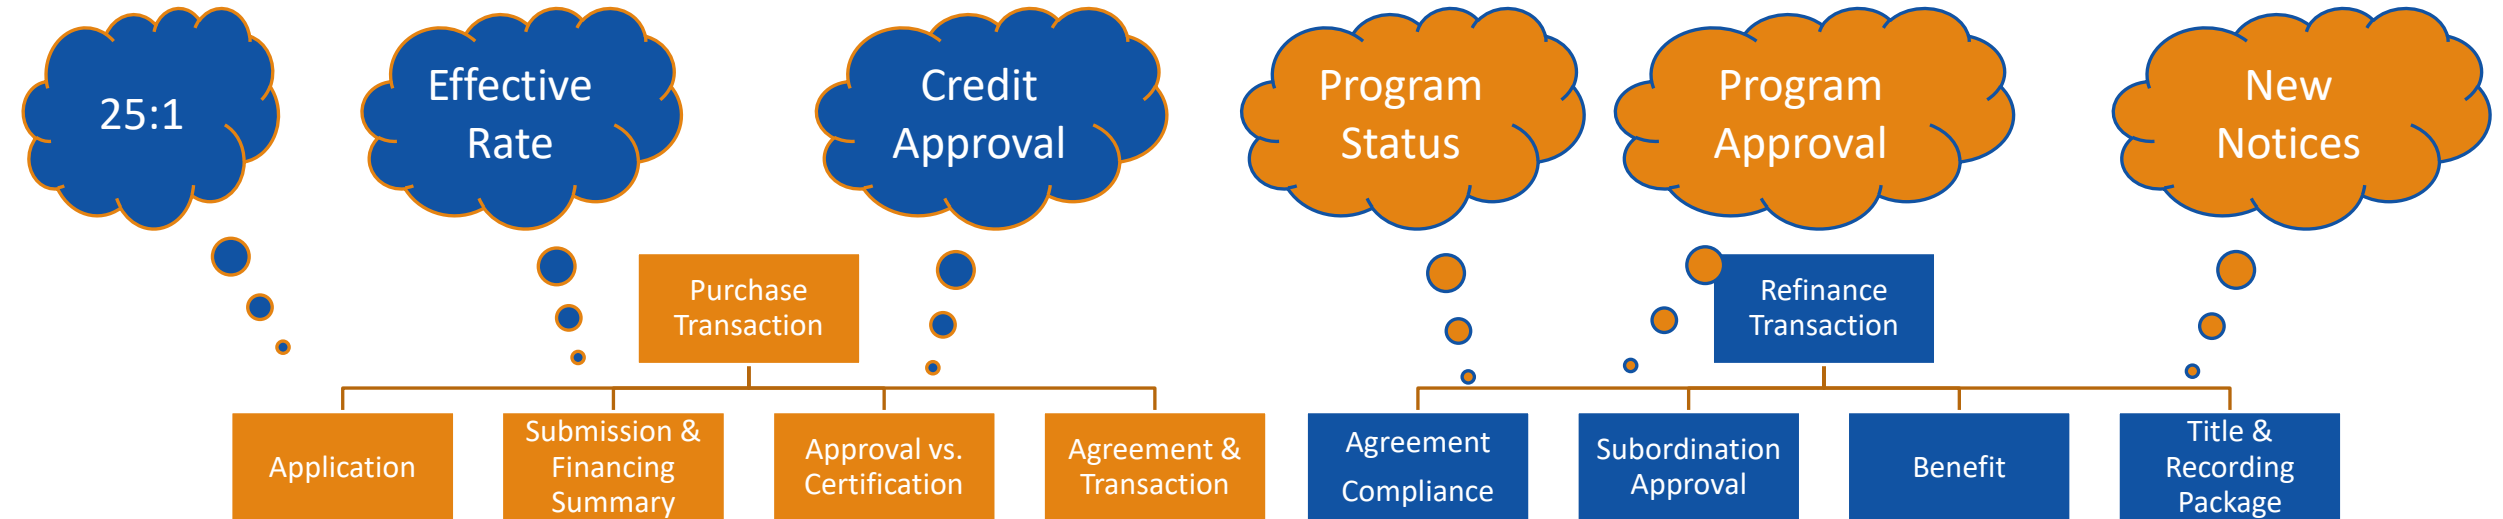 25:1
Effective
Rate
Credit
Approval
Program
Status
Program
Approval
New
Notices
Purchase
Transaction
Refinance
Transaction
Application
Submission &
Financing
Summary
Approval vs.
Certification
Agreement &
Transaction
Agreement
Compliance
Subordination
Approval
Benefit
Title &
Recording
Package